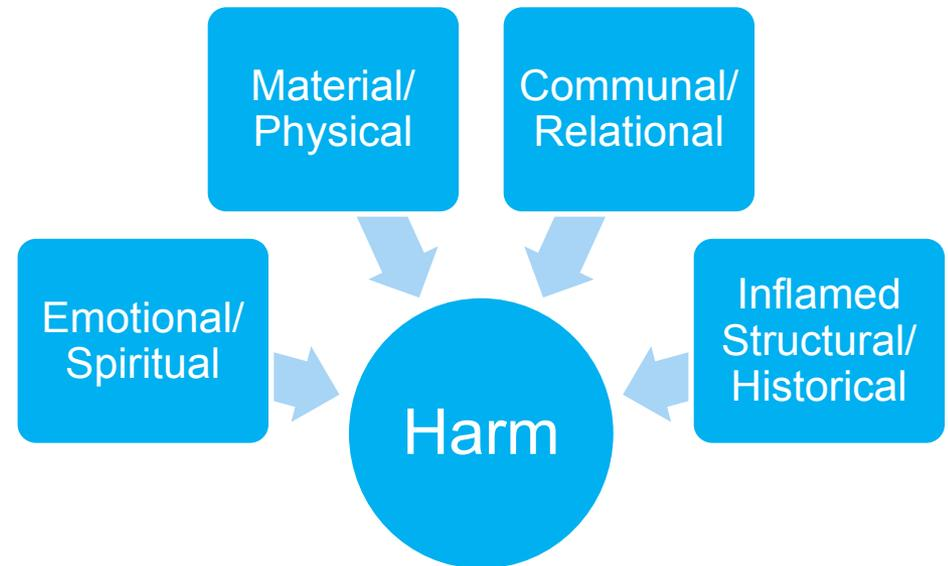 Material/
Physical
Communal/
Relational
Emotional/
Spiritual
Inflamed
Structural/
Historical
Harm